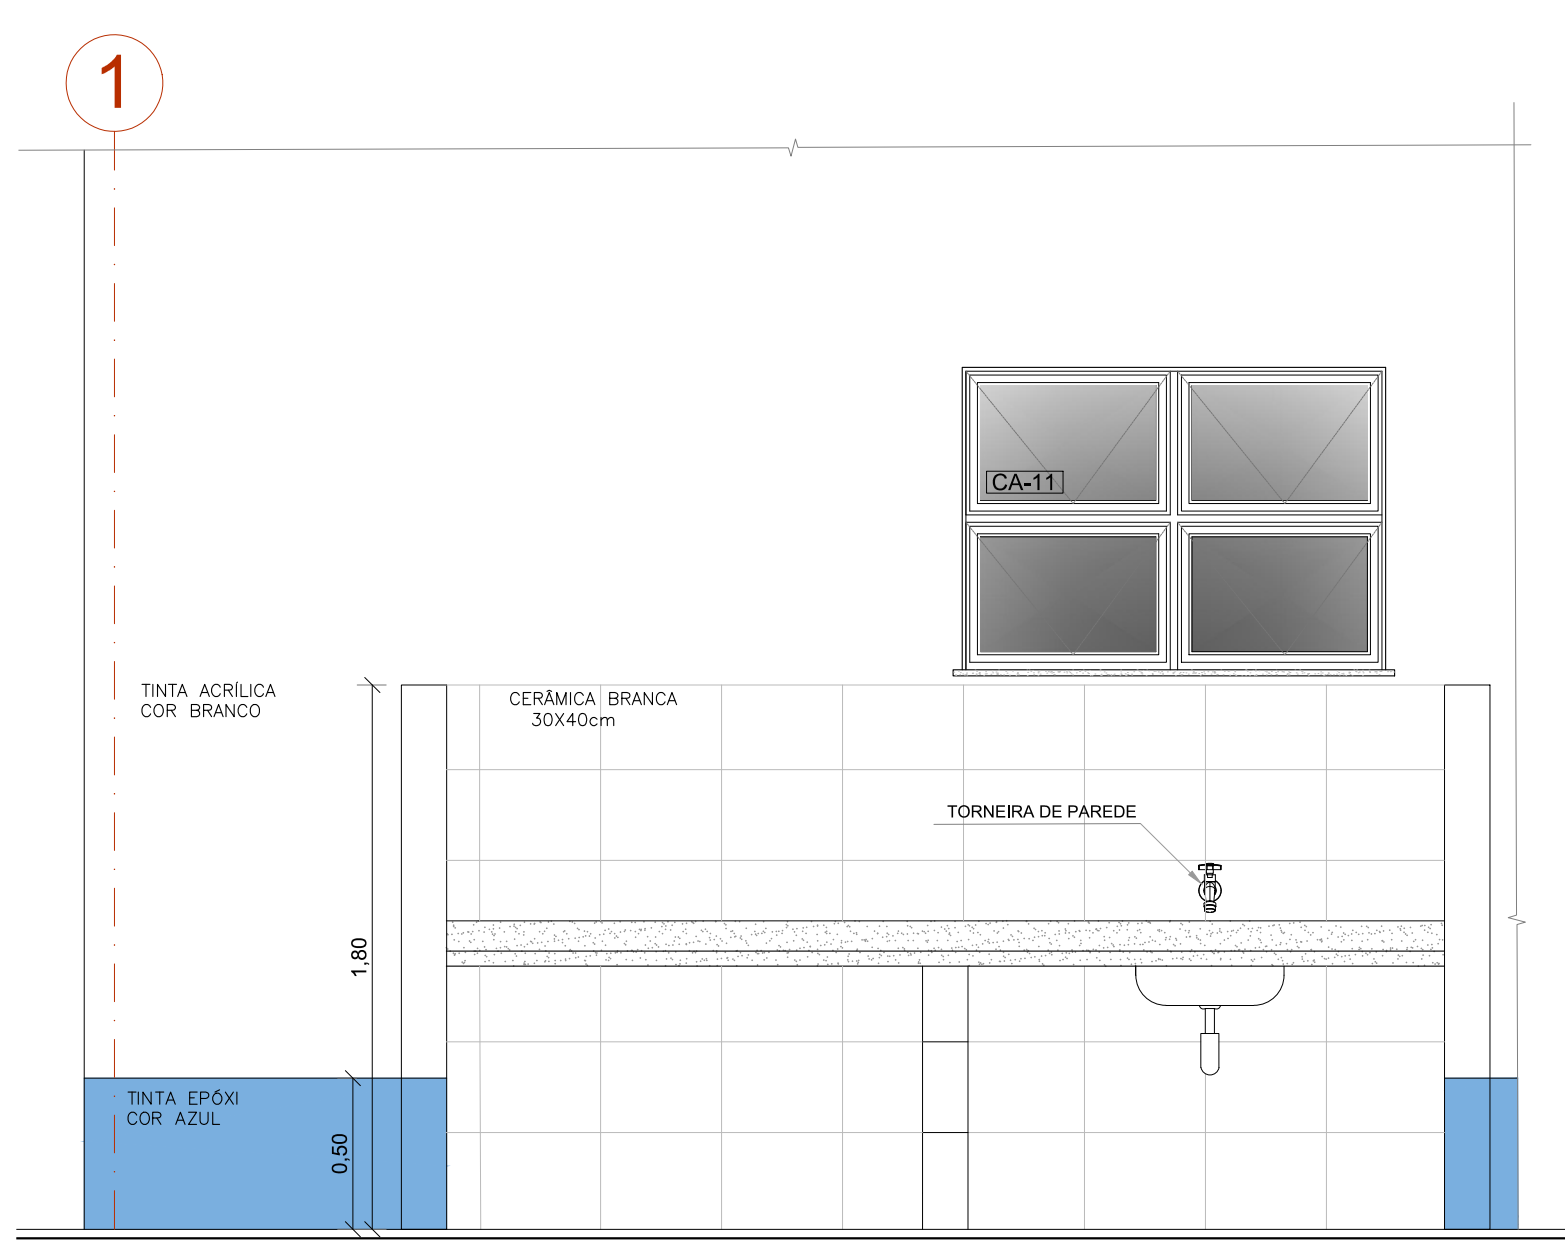 1
CA-11
TINTA ACRÍLICA
COR BRANCO
CERÂMICA BRANCA
30X40cm
TORNEIRA DE PAREDE
1,80
TINTA EPÓXI
COR AZUL
0,50